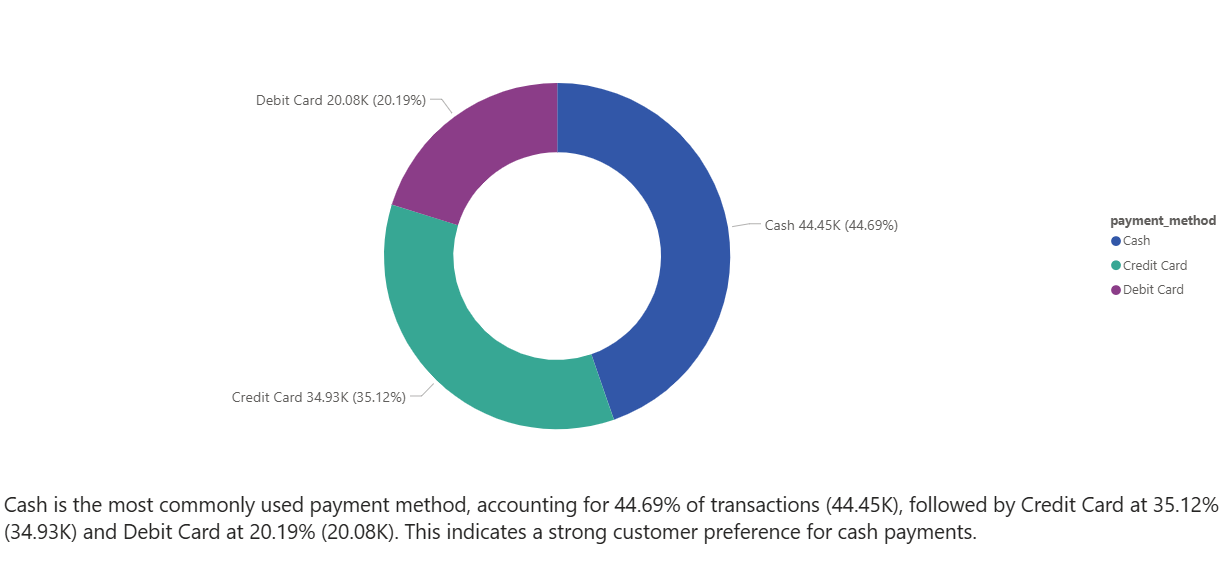 Debit Card 20.08K (20.19%)
Cash 44.45K (44.69%)
payment_method
Cash
Credit Card
Debit Card
Credit Card 34.93K (35.12%)
Cash is the most commonly used payment method, accounting for 44.69% of transactions (44.45K), followed by Credit Card at 35.12%
(34.93K) and Debit Card at 20.19% (20.08K). This indicates a strong customer preference for cash payments.